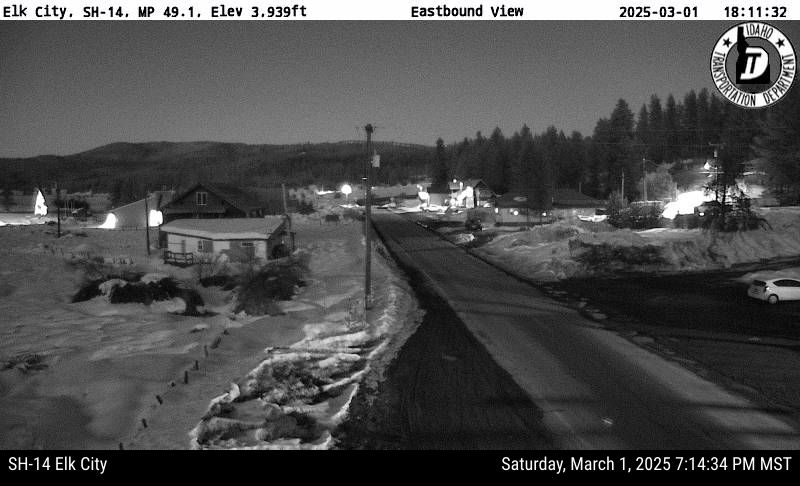 Elk City, SH-14, MP 49.1, Elev 3,939ft Eastbound View 2025-03-01 18:11:32
IDAHO
TRANSPORTATION DEPARTMENT
SH-14 Elk City Saturday, March 1, 2025 7:14:34 PM MST